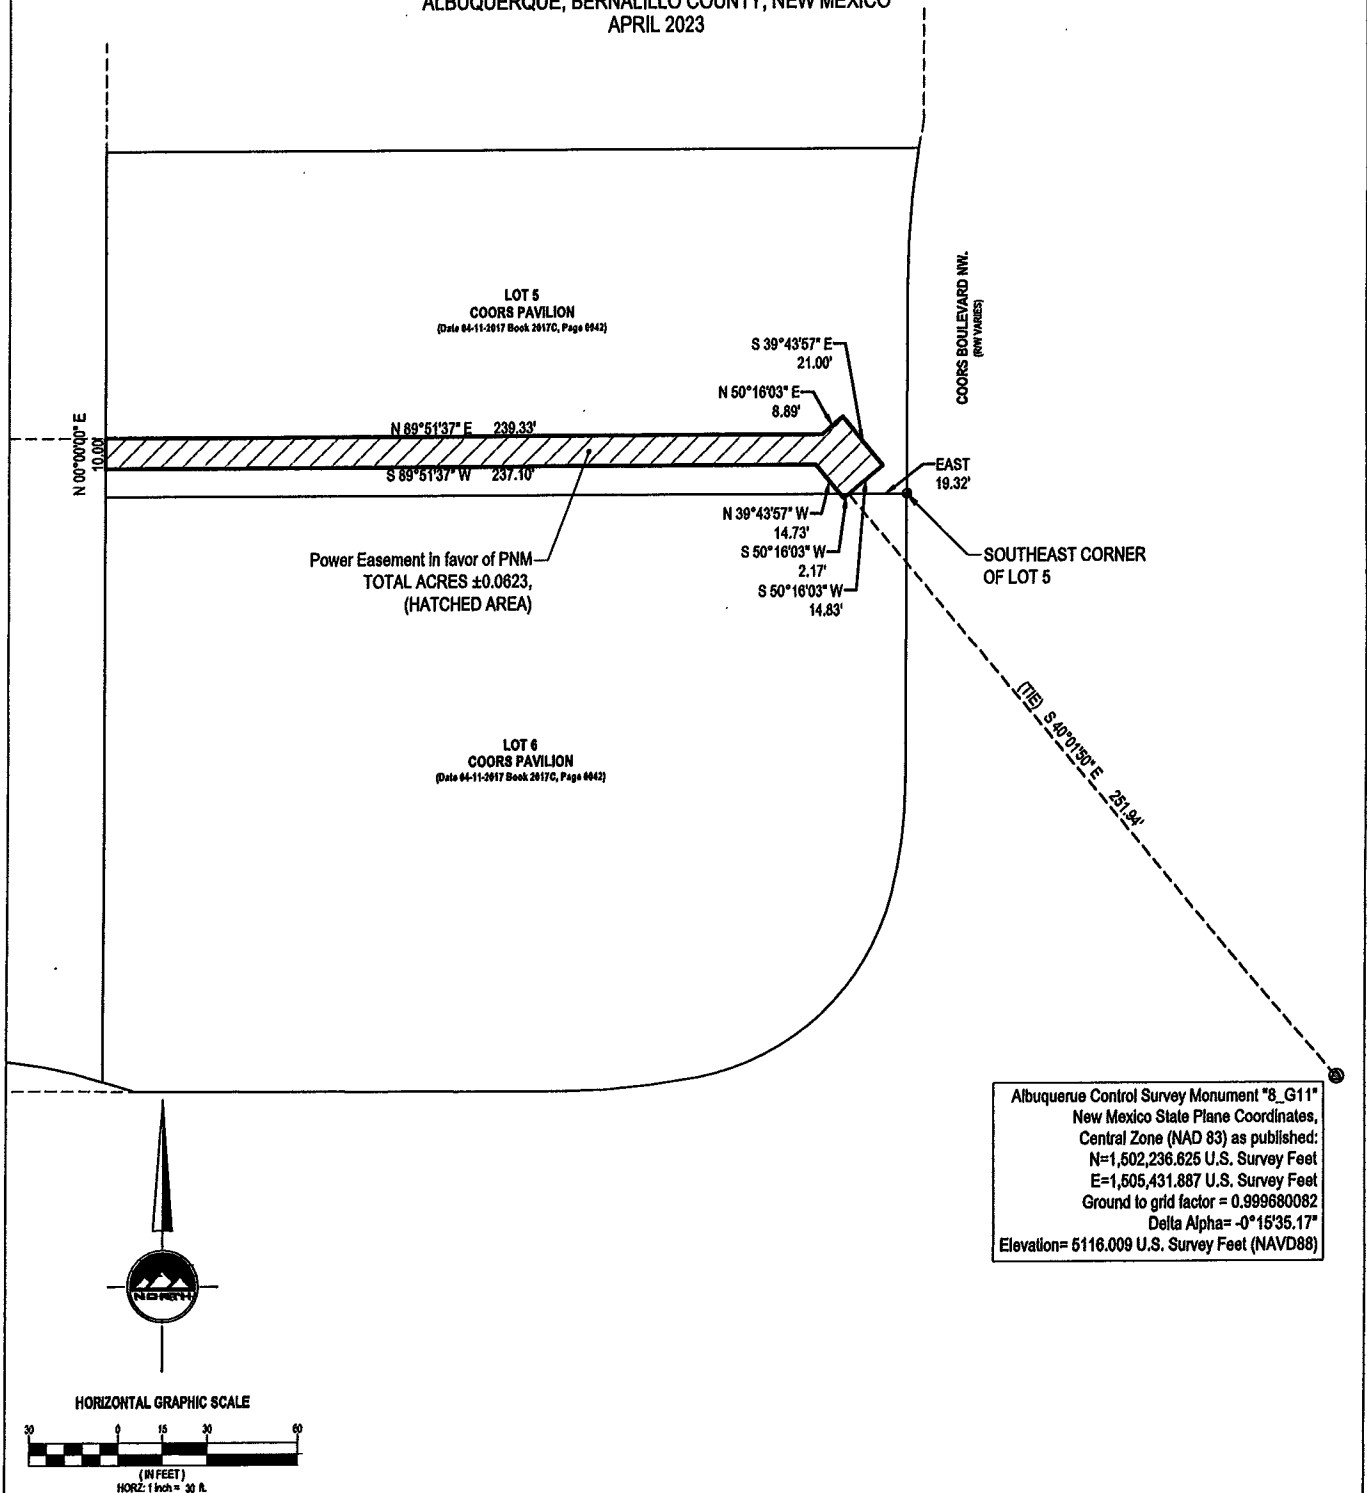 ALBUQUERQUE, BERNALILLO COUNTY, NEW MEXICO
APRIL 2023
LOT 5
COORS PAVILION
(Date 04-11-2017 Book 2017C, Page 0042)
COORS BOULEVARD NW.
(R/W VARIES)
S 39°43'57" E
21.00'
N 50°16'03" E
8.89'
N 00°00'00" E
10.00'
N 89°51'37" E 239.33'
S 89°51'37" W 237.10'
EAST
19.32'
N 39°43'57" W
14.73'
S 50°16'03" W
2.17'
S 50°16'03" W
14.83'
Power Easement in favor of PNM
TOTAL ACRES ±0.0623,
(HATCHED AREA)
SOUTHEAST CORNER
OF LOT 5
(TIE) S 40°01'50" E 251.94'
LOT 6
COORS PAVILION
(Date 04-11-2017 Book 2017C, Page 0042)
Albuquerue Control Survey Monument "8_G11"
New Mexico State Plane Coordinates,
Central Zone (NAD 83) as published:
N=1,502,236.625 U.S. Survey Feet
E=1,505,431.887 U.S. Survey Feet
Ground to grid factor = 0.999680082
Delta Alpha= -0°15'35.17"
Elevation= 5116.009 U.S. Survey Feet (NAVD88)
NORTH
HORIZONTAL GRAPHIC SCALE
30 0 15 30 60
( IN FEET )
HORZ: 1 inch = 30 ft.